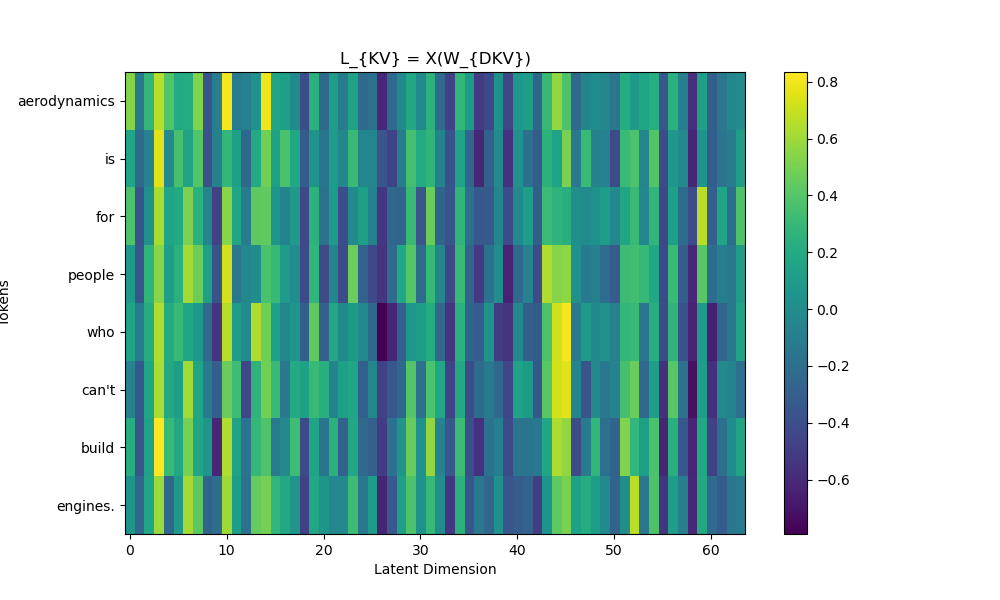 L_{KV} = X(W_{DKV})
aerodynamics
is
for
people
who
can't
build
engines.
Tokens
0 10 20 30 40 50 60
Latent Dimension
0.8
0.6
0.4
0.2
0.0
−0.2
−0.4
−0.6